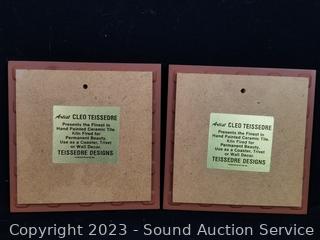 Artist CLEO TEISSEDRE
Presents the Finest in
Hand Painted Ceramic Tile.
Kiln Fired for
Permanent Beauty.
Use as a Coaster, Trivet
or Wall Decor.
TEISSEDRE DESIGNS
Artist CLEO TEISSEDRE
Presents the Finest in
Hand Painted Ceramic Tile.
Kiln Fired for
Permanent Beauty.
Use as a Coaster, Trivet
or Wall Decor.
TEISSEDRE DESIGNS
Copyright 2023 - Sound Auction Service